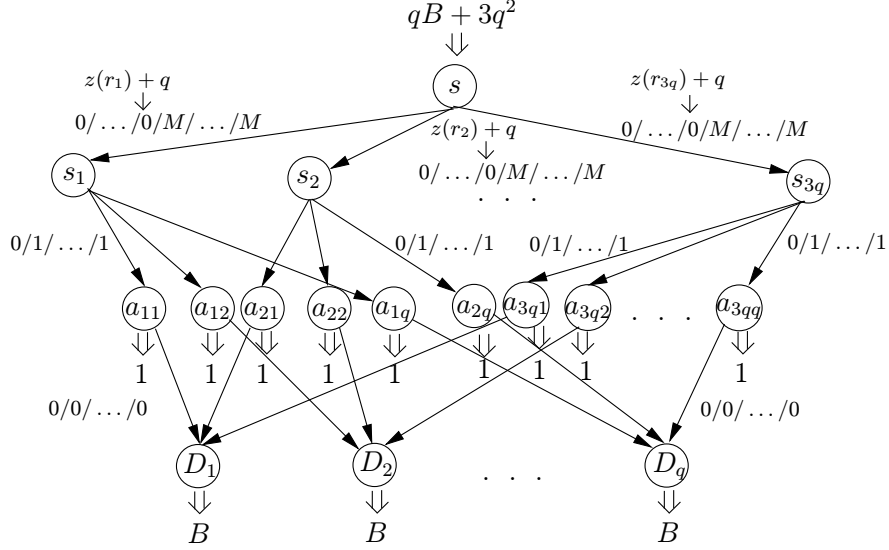 qB + 3q²
s
z(r₁) + q
z(r₃q) + q
0/ . . . /0/M/ . . . /M
z(r₂) + q
0/ . . . /0/M/ . . . /M
0/ . . . /0/M/ . . . /M
s₁
s₂
. . .
s₃q
0/1/ . . . /1
0/1/ . . . /1
0/1/ . . . /1
0/1/ . . . /1
a₁₁ a₁₂ a₂₁ a₂₂ a₁q a₂q a₃q₁ a₃q₂ . . . a₃qq
1 1 1 1 1 1 1 1 1
0/0/ . . . /0
0/0/ . . . /0
D₁ D₂ . . . Dq
B B B